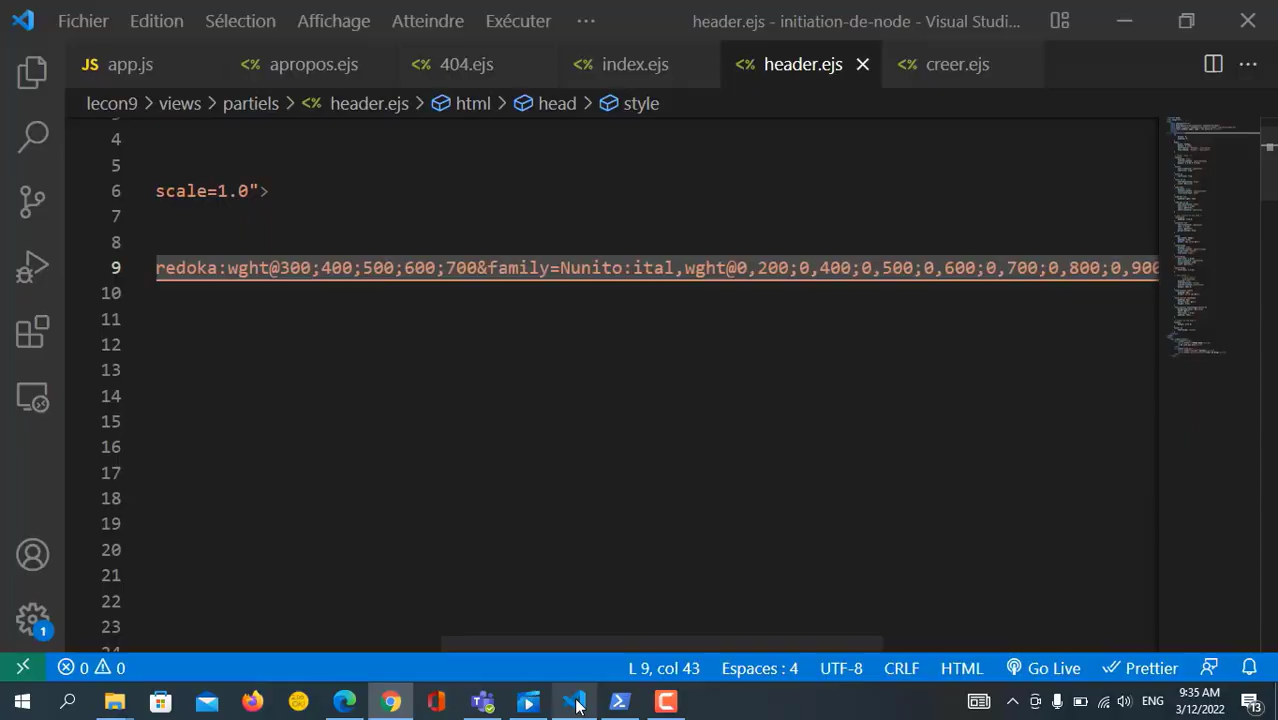 Fichier Edition Sélection Affichage Atteindre Exécuter ··· header.ejs - initiation-de-node - Visual Studi...
JS app.js <% apropos.ejs <% 404.ejs <% index.ejs <% header.ejs <% creer.ejs
lecon9 > views > partiels > <% header.ejs > html > head > style
4
5
6 scale=1.0">
7
8
9 redoka:wght@300;400;500;600;700&family=Nunito:ital,wght@0,200;0,400;0,500;0,600;0,700;0,800;0,900
10
11
12
13
14
15
16
17
18
19
20
21
22
23
1
0 0 L 9, col 43 Espaces : 4 UTF-8 CRLF HTML Go Live Prettier
ENG 9:35 AM
3/12/2022 13